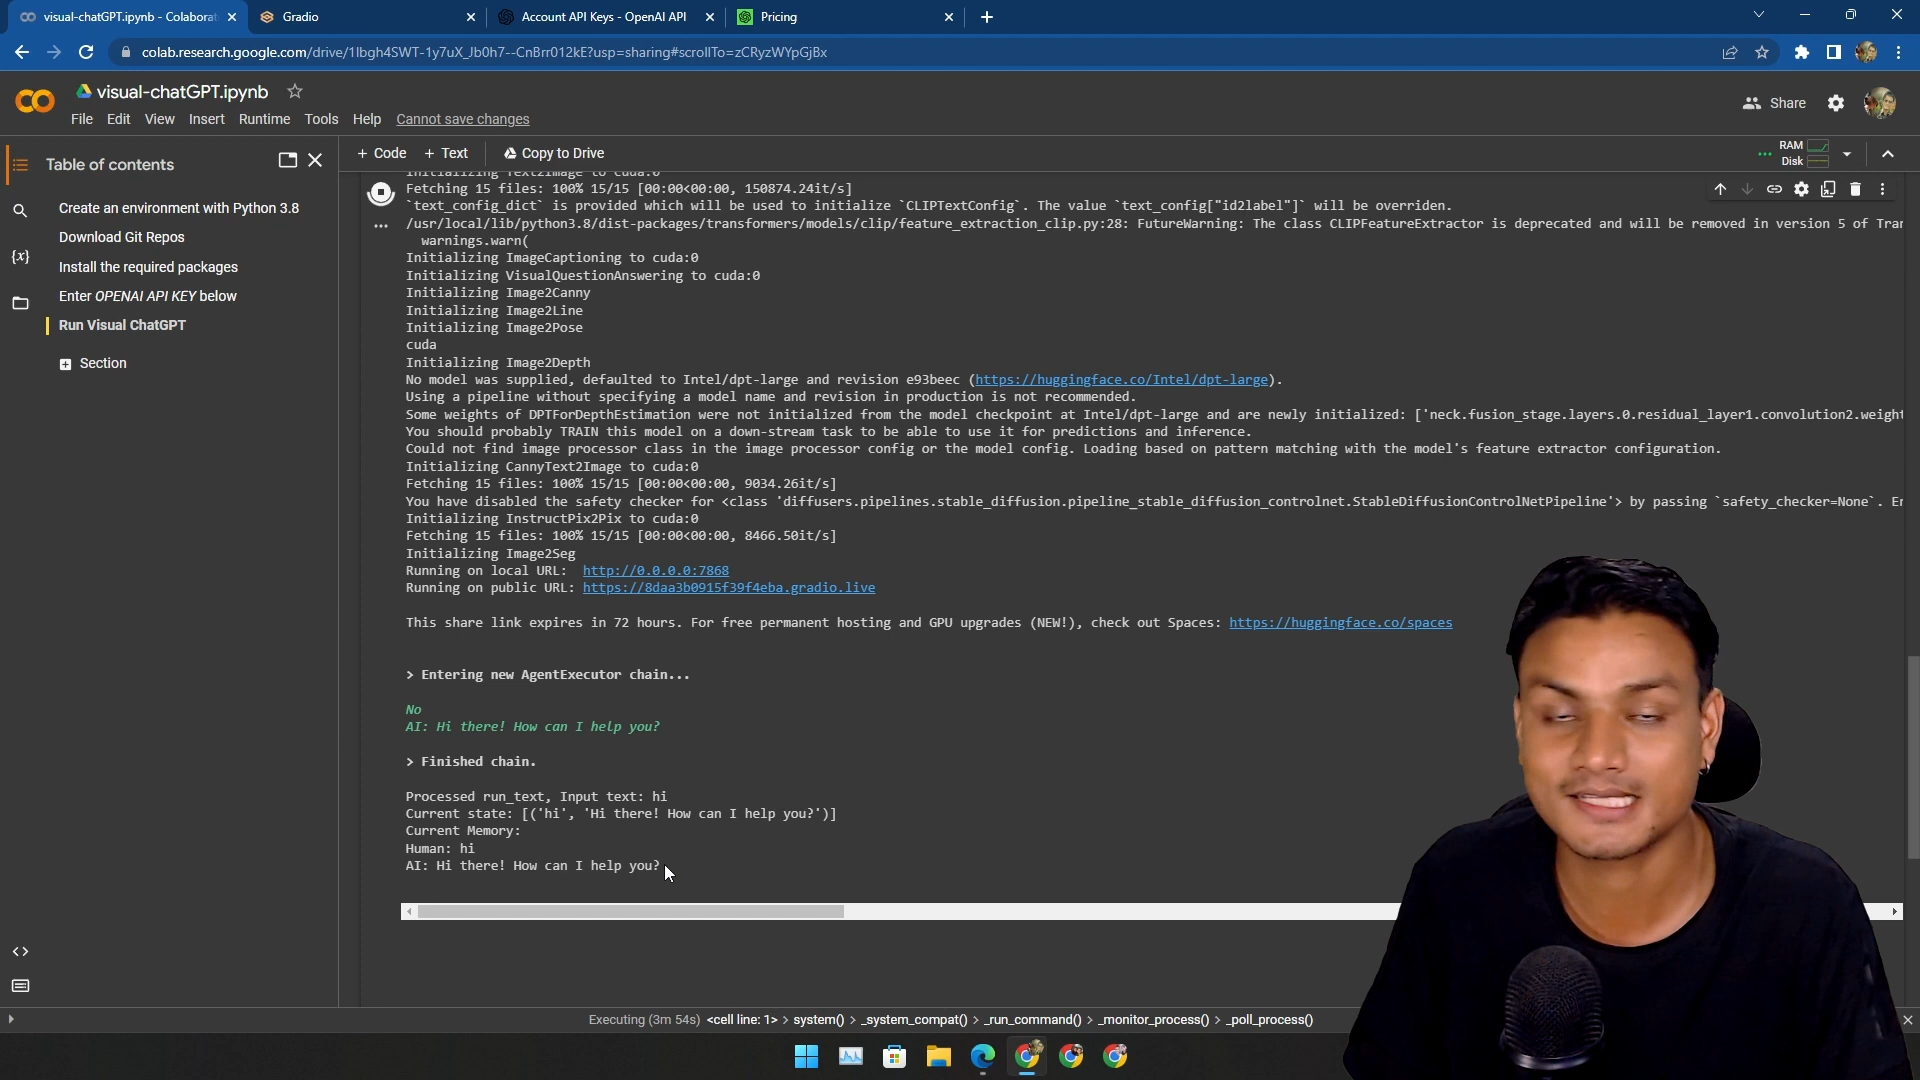 visual-chatGPT.ipynb - Colaborat
Gradio
Account API Keys - OpenAI API
Pricing
colab.research.google.com/drive/1lbgh4SWT-1y7uX_Jb0h7--CnBrr012kE?usp=sharing#scrollTo=zCRyzWYpGjBx
visual-chatGPT.ipynb
File Edit View Insert Runtime Tools Help Cannot save changes
Share
Table of contents
+ Code + Text Copy to Drive
RAM
Disk
Create an environment with Python 3.8
Download Git Repos
Install the required packages
Enter OPENAI API KEY below
Run Visual ChatGPT
Section
Initializing Text2Image to cuda:0
Fetching 15 files: 100% 15/15 [00:00<00:00, 150874.24it/s]
`text_config_dict` is provided which will be used to initialize `CLIPTextConfig`. The value `text_config["id2label"]` will be overriden.
/usr/local/lib/python3.8/dist-packages/transformers/models/clip/feature_extraction_clip.py:28: FutureWarning: The class CLIPFeatureExtractor is deprecated and will be removed in version 5 of Tran
warnings.warn(
Initializing ImageCaptioning to cuda:0
Initializing VisualQuestionAnswering to cuda:0
Initializing Image2Canny
Initializing Image2Line
Initializing Image2Pose
cuda
Initializing Image2Depth
No model was supplied, defaulted to Intel/dpt-large and revision e93beec (https://huggingface.co/Intel/dpt-large).
Using a pipeline without specifying a model name and revision in production is not recommended.
Some weights of DPTForDepthEstimation were not initialized from the model checkpoint at Intel/dpt-large and are newly initialized: ['neck.fusion_stage.layers.0.residual_layer1.convolution2.weight
You should probably TRAIN this model on a down-stream task to be able to use it for predictions and inference.
Could not find image processor class in the image processor config or the model config. Loading based on pattern matching with the model's feature extractor configuration.
Initializing CannyText2Image to cuda:0
Fetching 15 files: 100% 15/15 [00:00<00:00, 9034.26it/s]
You have disabled the safety checker for <class 'diffusers.pipelines.stable_diffusion.pipeline_stable_diffusion_controlnet.StableDiffusionControlNetPipeline'> by passing `safety_checker=None`. En
Initializing InstructPix2Pix to cuda:0
Fetching 15 files: 100% 15/15 [00:00<00:00, 8466.50it/s]
Initializing Image2Seg
Running on local URL: http://0.0.0.0:7868
Running on public URL: https://8daa3b0915f39f4eba.gradio.live
This share link expires in 72 hours. For free permanent hosting and GPU upgrades (NEW!), check out Spaces: https://huggingface.co/spaces
> Entering new AgentExecutor chain...
No
AI: Hi there! How can I help you?
> Finished chain.
Processed run_text, Input text: hi
Current state: [('hi', 'Hi there! How can I help you?')]
Current Memory:
Human: hi
AI: Hi there! How can I help you?
Executing (3m 54s) <cell line: 1> > system() > _system_compat() > _run_command() > _monitor_process() > _poll_process()